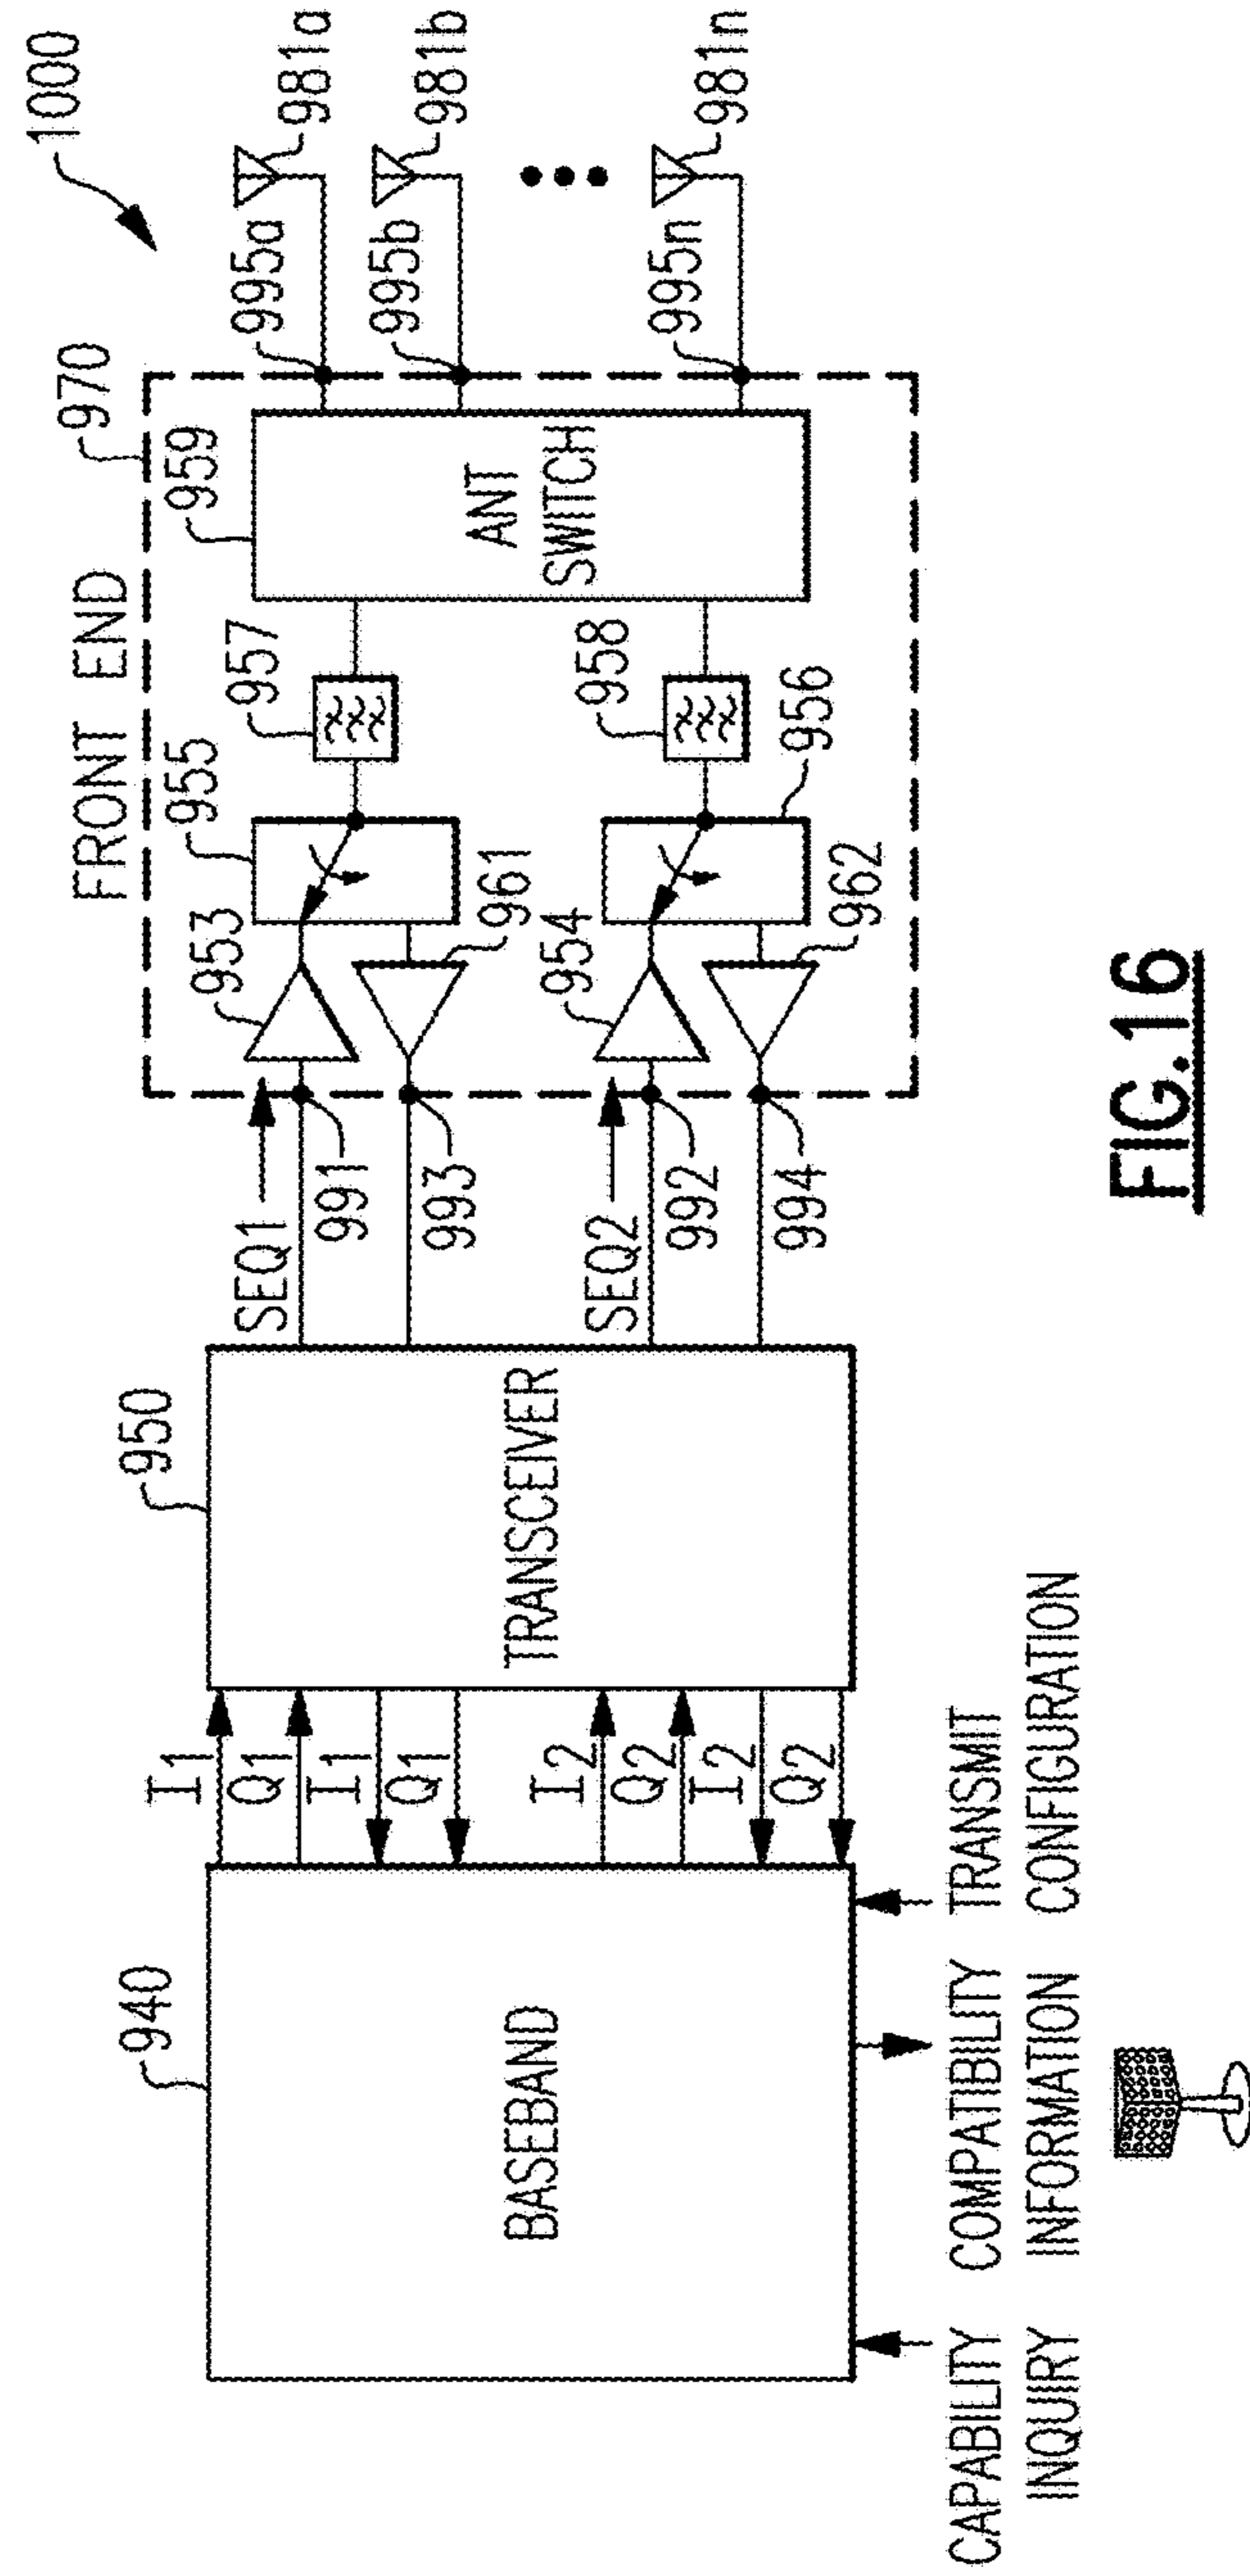 1000
FRONT END
970
981a
981b
981n
995a
995b
995n
959
957
955
953
961
ANT
SWITCH
958
956
954
962
SEQ1
991
993
SEQ2
992
994
950
TRANSCEIVER
I1
Q1
I1
Q1
I2
Q2
I2
Q2
940
BASEBAND
CAPABILITY
INQUIRY
COMPATIBILITY
INFORMATION
TRANSMIT
CONFIGURATION
FIG.16